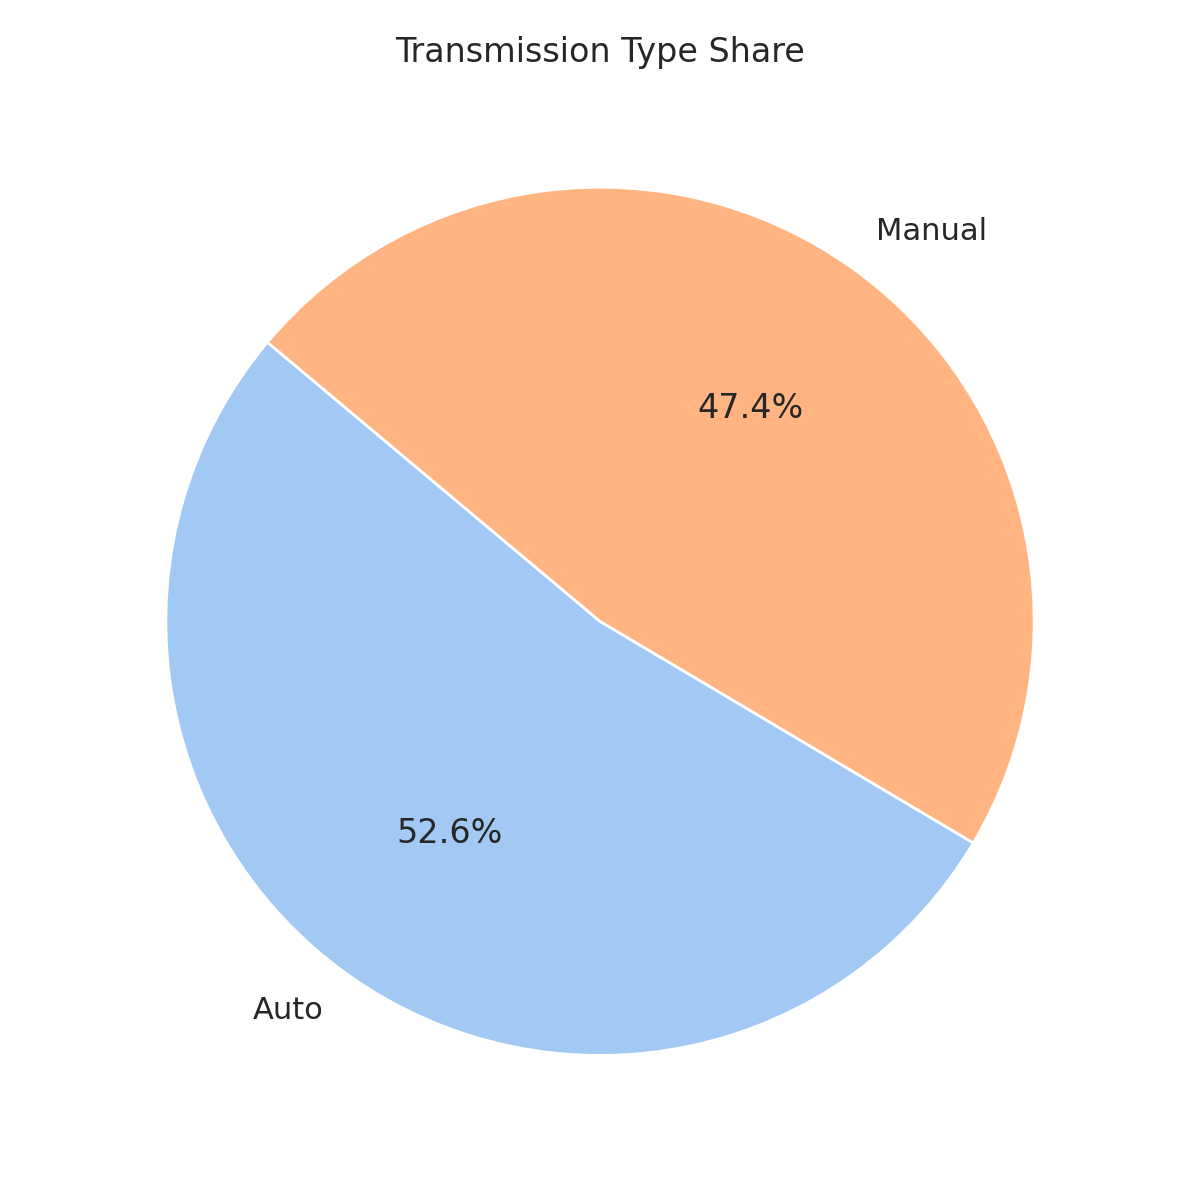 Transmission Type Share
Manual
47.4%
52.6%
Auto